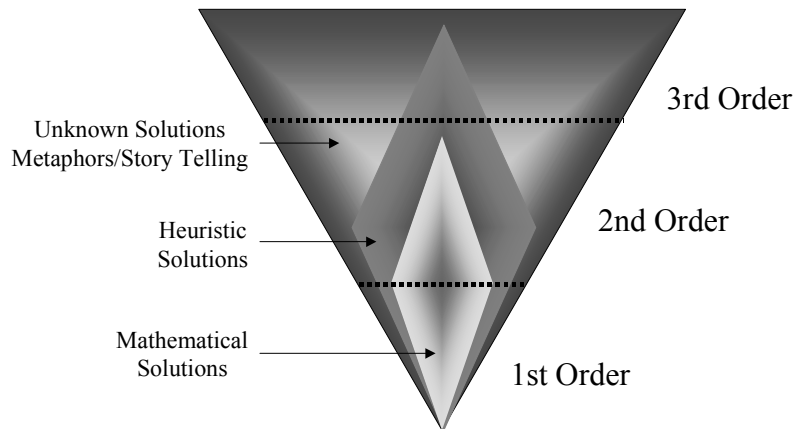 3rd Order
Unknown Solutions
Metaphors/Story Telling
2nd Order
Heuristic
Solutions
Mathematical
Solutions
1st Order